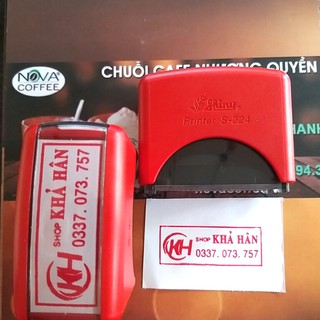 NOVA
COFFEE
CHUỖI CAFE NHƯỢNG QUYỀN
Shiny
Printer S-224
KH SHOP KHẢ HÂN
0337. 073. 757
KH SHOP KHẢ HÂN
0337. 073. 757